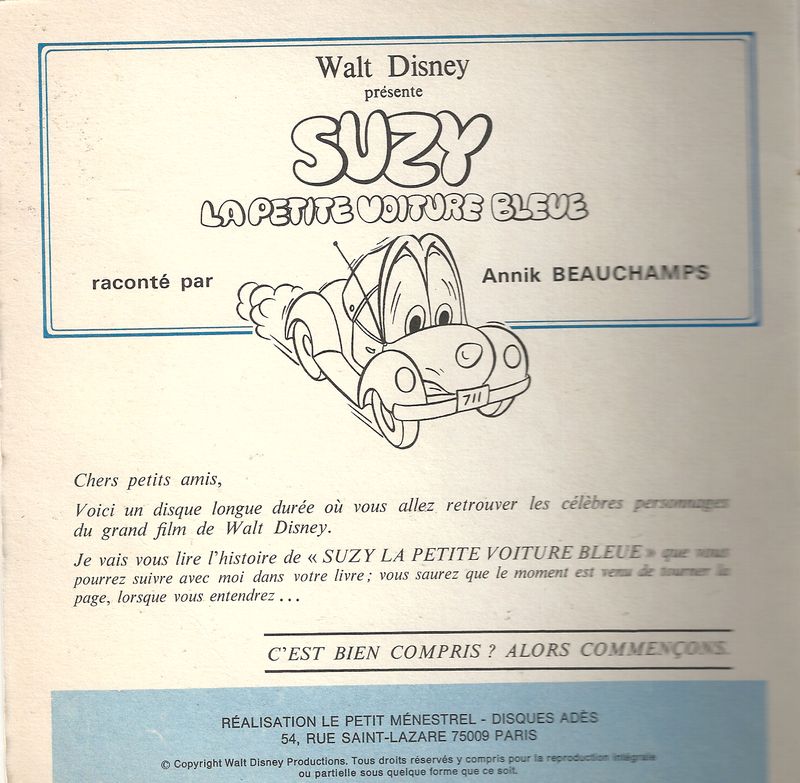 Walt Disney
présente
SUZY
LA PETITE VOITURE BLEUE
raconté par
Annik BEAUCHAMPS
711
Chers petits amis,
Voici un disque longue durée où vous allez retrouver les célèbres personnages
du grand film de Walt Disney.
Je vais vous lire l'histoire de « SUZY LA PETITE VOITURE BLEUE » que vous
pourrez suivre avec moi dans votre livre ; vous saurez que le moment est venu de tourner la
page, lorsque vous entendrez ...
C'EST BIEN COMPRIS ? ALORS COMMENÇONS.
RÉALISATION LE PETIT MÉNESTREL - DISQUES ADÈS
54, RUE SAINT-LAZARE 75009 PARIS
© Copyright Walt Disney Productions. Tous droits réservés y compris pour la reproduction intégrale
ou partielle sous quelque forme que ce soit.